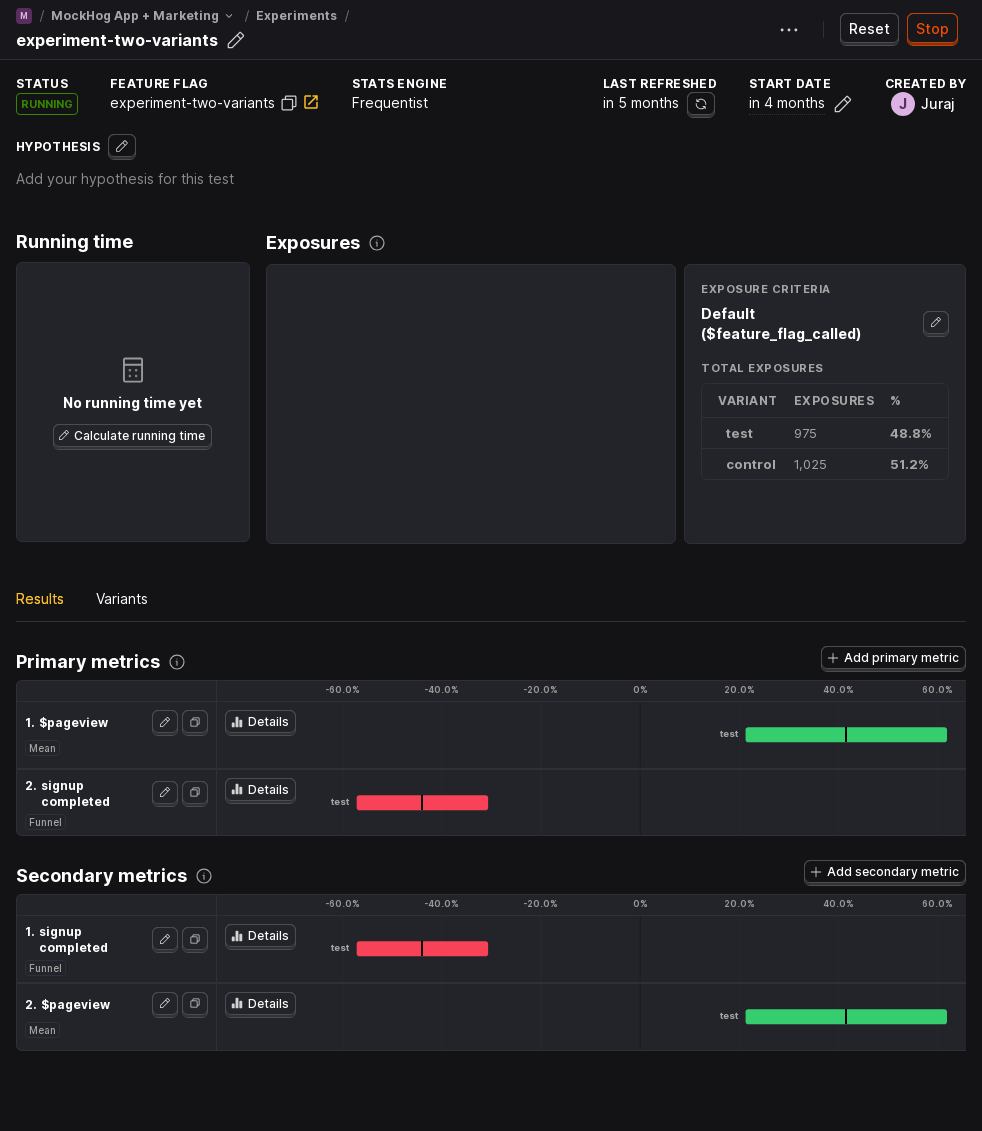 M / MockHog App + Marketing / Experiments /
experiment-two-variants
Reset
Stop
STATUS
RUNNING
FEATURE FLAG
experiment-two-variants
STATS ENGINE
Frequentist
LAST REFRESHED
in 5 months
START DATE
in 4 months
CREATED BY
J Juraj
HYPOTHESIS
Add your hypothesis for this test
Running time
No running time yet
Calculate running time
Exposures
EXPOSURE CRITERIA
Default
($feature_flag_called)
TOTAL EXPOSURES
VARIANT EXPOSURES %
test 975 48.8%
control 1,025 51.2%
Results Variants
Primary metrics
Add primary metric
-60.0% -40.0% -20.0% 0% 20.0% 40.0% 60.0%
1. $pageview
Mean
Details
test
2. signup
completed
Funnel
Details
test
Secondary metrics
Add secondary metric
-60.0% -40.0% -20.0% 0% 20.0% 40.0% 60.0%
1. signup
completed
Funnel
Details
test
2. $pageview
Mean
Details
test